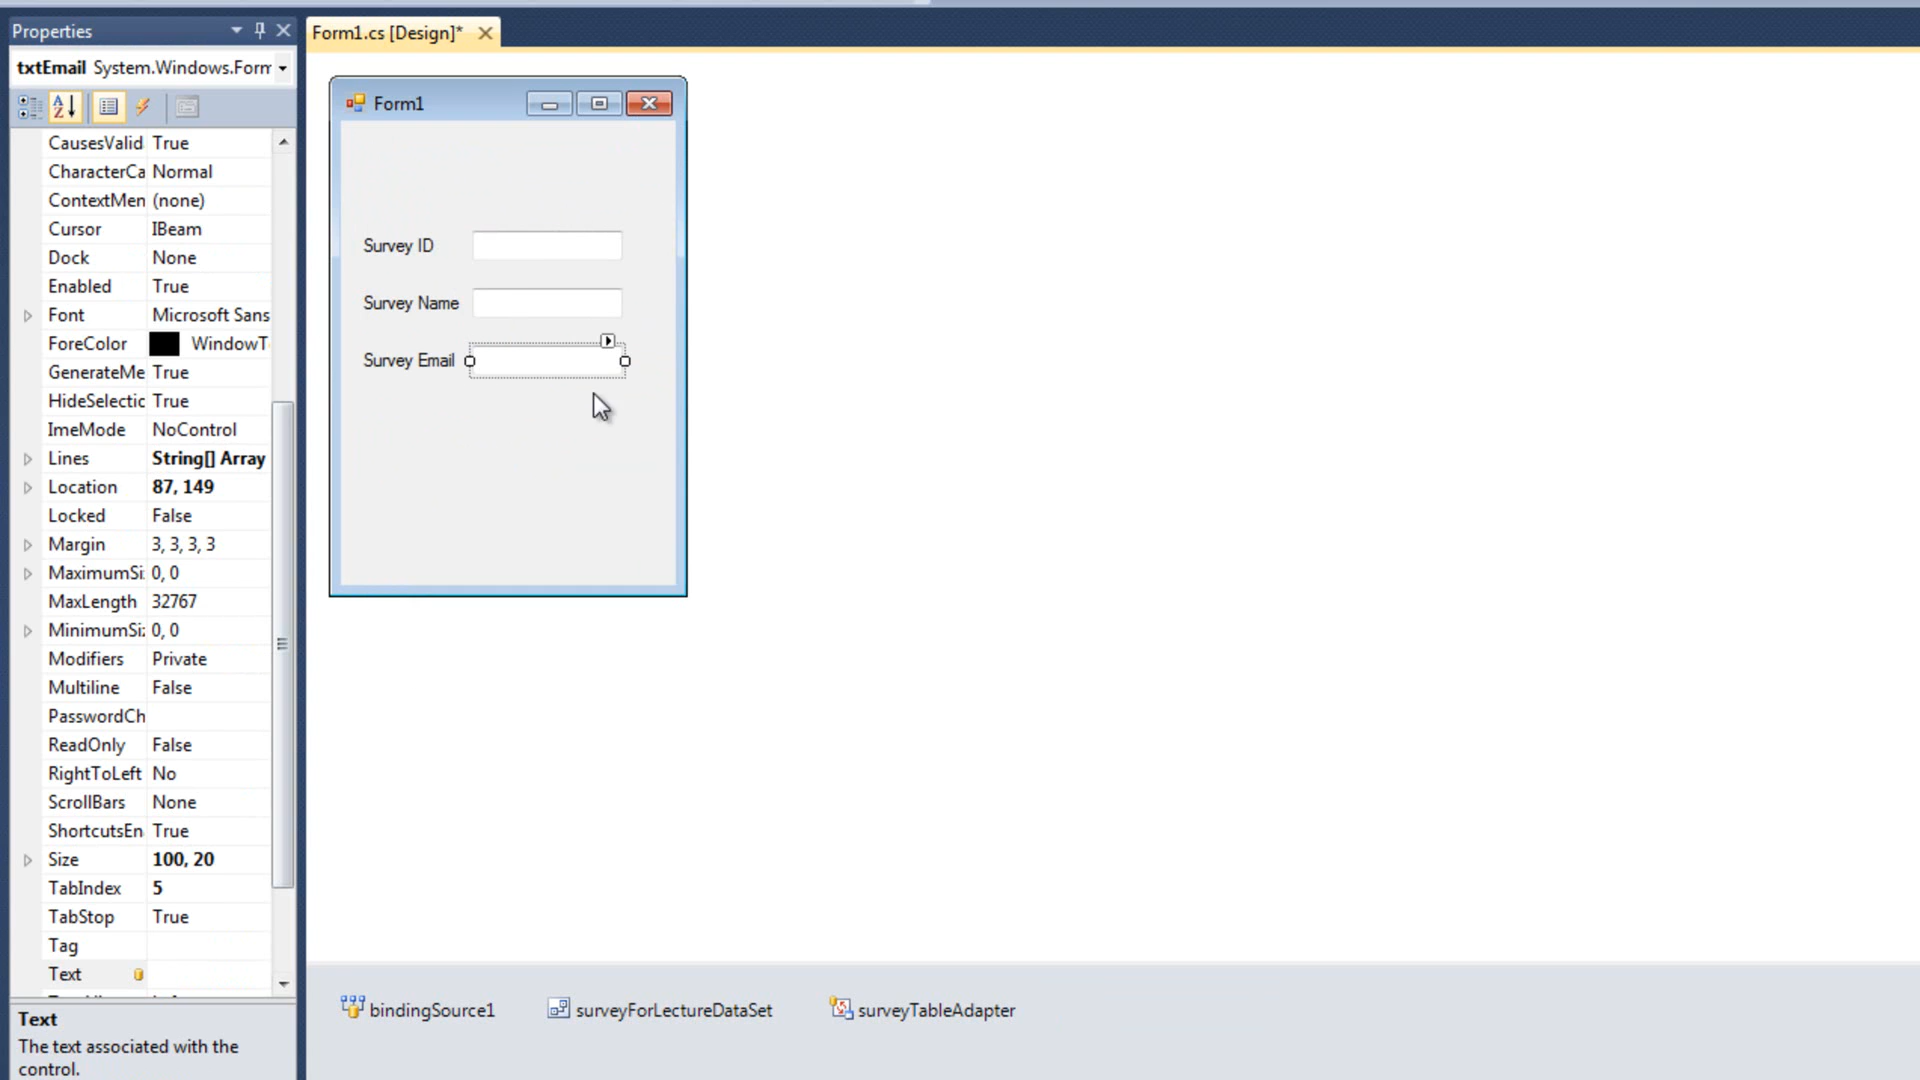 Properties
txtEmail System.Windows.Form
CausesValid True
CharacterCa Normal
ContextMen (none)
Cursor IBeam
Dock None
Enabled True
Font Microsoft Sans
ForeColor WindowT
GenerateMe True
HideSelectic True
ImeMode NoControl
Lines String[] Array
Location 87, 149
Locked False
Margin 3, 3, 3, 3
MaximumSi 0, 0
MaxLength 32767
MinimumSi 0, 0
Modifiers Private
Multiline False
PasswordCh
ReadOnly False
RightToLeft No
ScrollBars None
ShortcutsEn True
Size 100, 20
TabIndex 5
TabStop True
Tag
Text
Text
The text associated with the
control.
Form1.cs [Design]*
Form1
Survey ID
Survey Name
Survey Email
bindingSource1
surveyForLectureDataSet
surveyTableAdapter